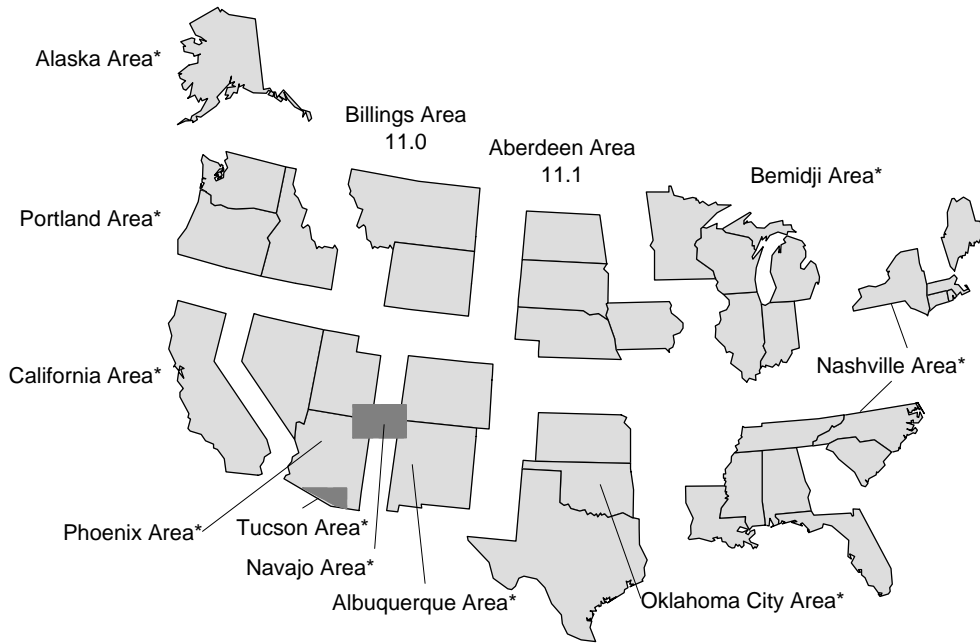 Alaska Area*
Billings Area
11.0
Aberdeen Area
11.1
Bemidji Area*
Portland Area*
California Area*
Nashville Area*
Phoenix Area*
Tucson Area*
Navajo Area*
Albuquerque Area*
Oklahoma City Area*